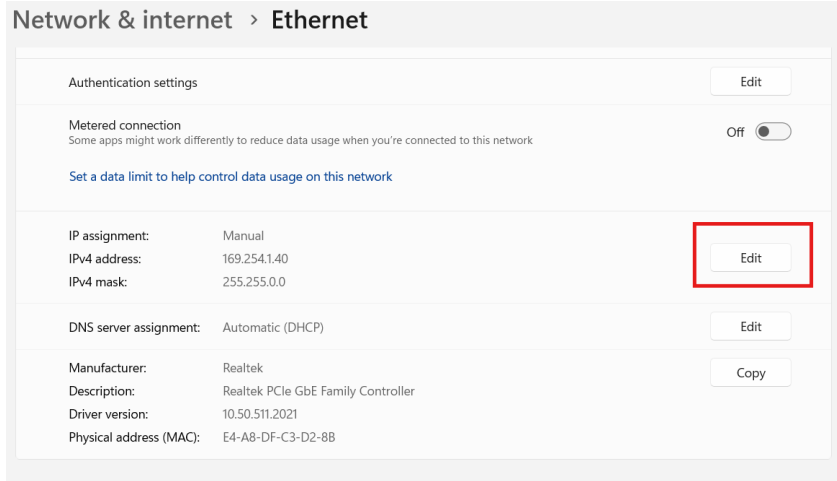 Network & internet > Ethernet
Authentication settings Edit
Metered connection
Some apps might work differently to reduce data usage when you're connected to this network
Off
Set a data limit to help control data usage on this network
IP assignment: Manual
IPv4 address: 169.254.1.40
Edit
IPv4 mask: 255.255.0.0
DNS server assignment: Automatic (DHCP) Edit
Manufacturer: Realtek
Copy
Description: Realtek PCIe GbE Family Controller
Driver version: 10.50.511.2021
Physical address (MAC): E4-A8-DF-C3-D2-8B